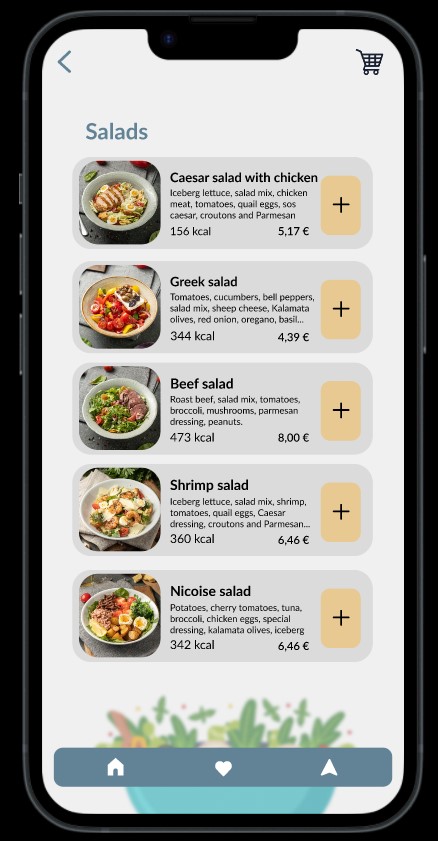 Salads
Caesar salad with chicken
Iceberg lettuce, salad mix, chicken
meat, tomatoes, quail eggs, sos
caesar, croutons and Parmesan
156 kcal 5,17 €
Greek salad
Tomatoes, cucumbers, bell peppers,
salad mix, sheep cheese, Kalamata
olives, red onion, oregano, basil...
344 kcal 4,39 €
Beef salad
Roast beef, salad mix, tomatoes,
broccoli, mushrooms, parmesan
dressing, peanuts.
473 kcal 8,00 €
Shrimp salad
Iceberg lettuce, salad mix, shrimp,
tomatoes, quail eggs, Caesar
dressing, croutons and Parmesan...
360 kcal 6,46 €
Nicoise salad
Potatoes, cherry tomatoes, tuna,
broccoli, chicken eggs, special
dressing, kalamata olives, iceberg
342 kcal 6,46 €